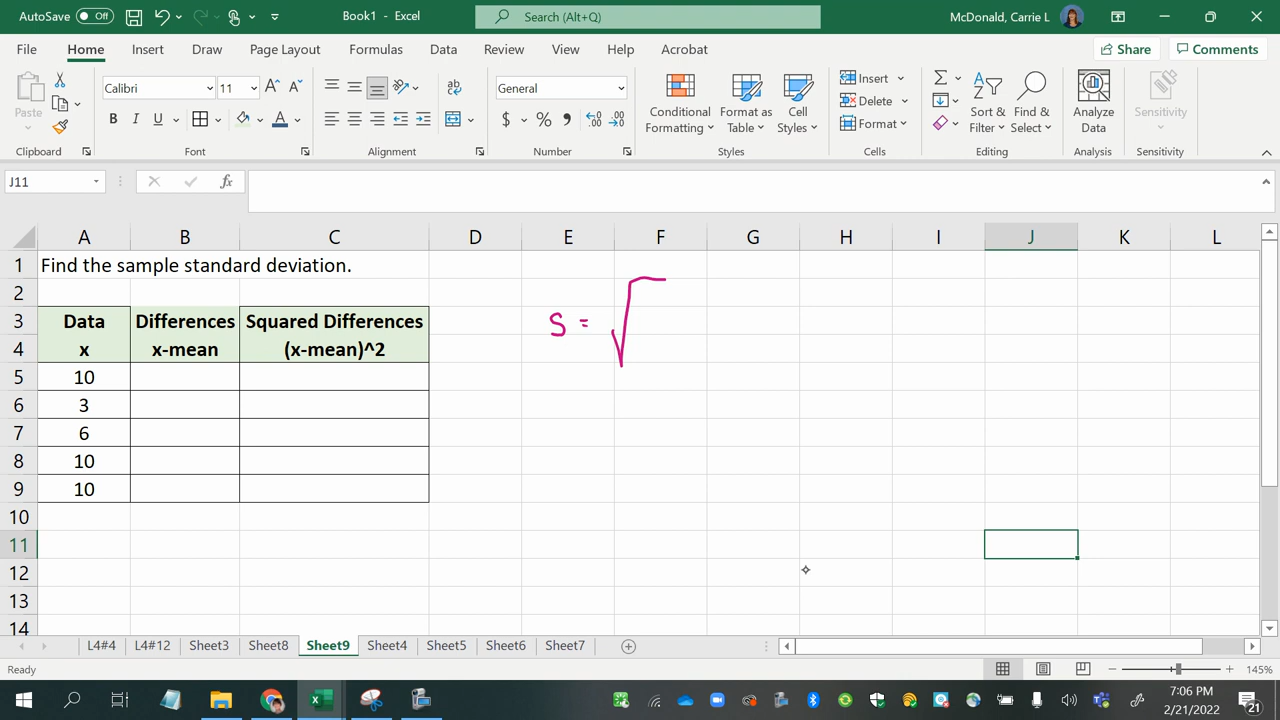 AutoSave Off Book1 - Excel Search (Alt+Q) McDonald, Carrie L
File Home Insert Draw Page Layout Formulas Data Review View Help Acrobat Share Comments
Paste Calibri 11 General Conditional Formatting Format as Table Cell Styles Insert Delete Format Sort & Filter Find & Select Analyze Data Sensitivity
Clipboard Font Alignment Number Styles Cells Editing Analysis Sensitivity
J11 fx
A B C D E F G H I J K L
1 Find the sample standard deviation.
2
3 Data Differences Squared Differences S = √
4 x x-mean (x-mean)^2
5 10
6 3
7 6
8 10
9 10
10
11
12
13
14
L4#4 L4#12 Sheet3 Sheet8 Sheet9 Sheet4 Sheet5 Sheet6 Sheet7
Ready 145%
7:06 PM
2/21/2022 21